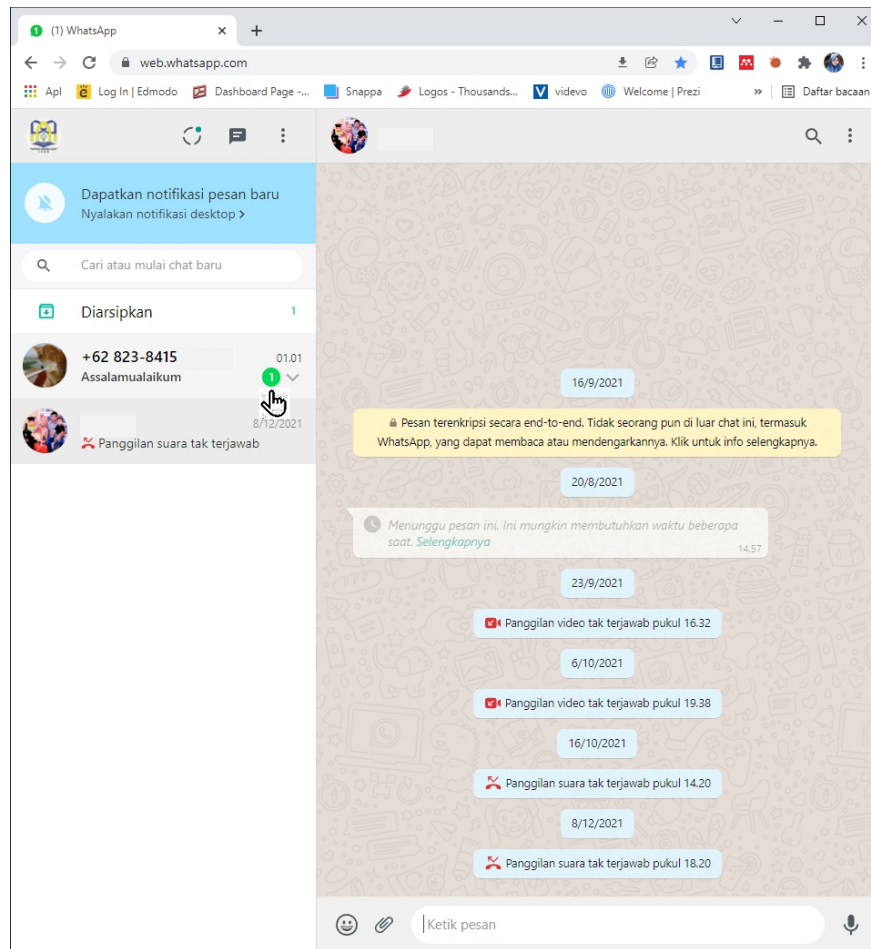 1 (1) WhatsApp
web.whatsapp.com
Apl Log In | Edmodo Dashboard Page -... Snappa Logos - Thousands... videvo Welcome | Prezi » Daftar bacaan
Dapatkan notifikasi pesan baru
Nyalakan notifikasi desktop >
Cari atau mulai chat baru
Diarsipkan 1
+62 823-8415 01.01
Assalamualaikum 1
8/12/2021
Panggilan suara tak terjawab
16/9/2021
Pesan terenkripsi secara end-to-end. Tidak seorang pun di luar chat ini, termasuk
WhatsApp, yang dapat membaca atau mendengarkannya. Klik untuk info selengkapnya.
20/8/2021
Menunggu pesan ini. Ini mungkin membutuhkan waktu beberapa
saat. Selengkapnya
14.57
23/9/2021
Panggilan video tak terjawab pukul 16.32
6/10/2021
Panggilan video tak terjawab pukul 19.38
16/10/2021
Panggilan suara tak terjawab pukul 14.20
8/12/2021
Panggilan suara tak terjawab pukul 18.20
Ketik pesan